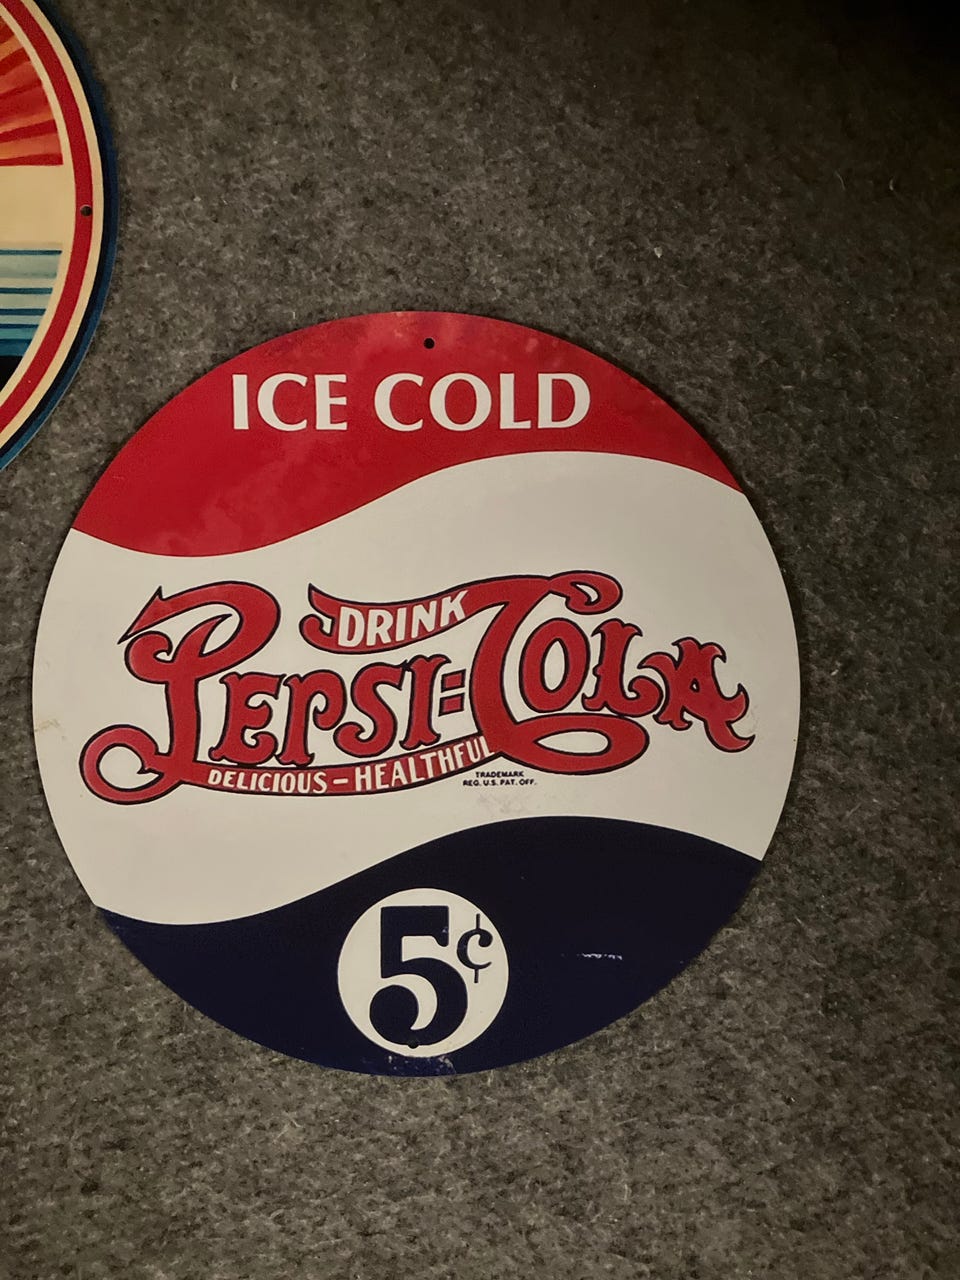 ICE COLD
DRINK
PEPSI=COLA
DELICIOUS-HEALTHFUL
TRADEMARK
REG. U.S. PAT. OFF.
5¢